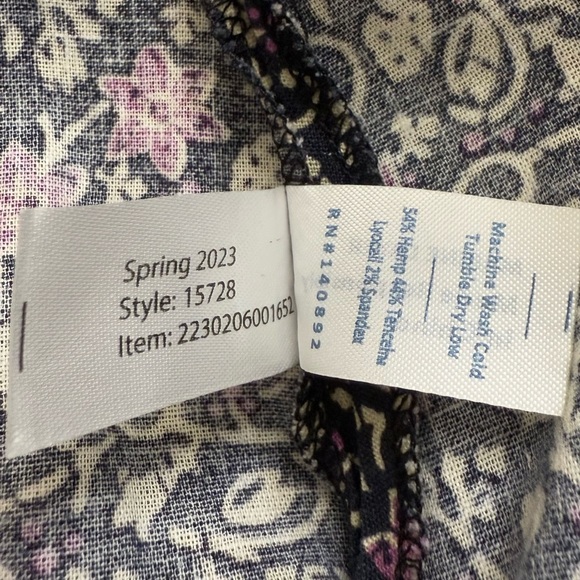 Spring 2023
Style: 15728
Item: 2230206001652
RN#140892
54% Hemp 44% Tencel™
Lyocell 2% Spandex
Machine Wash Cold
Tumble Dry Low